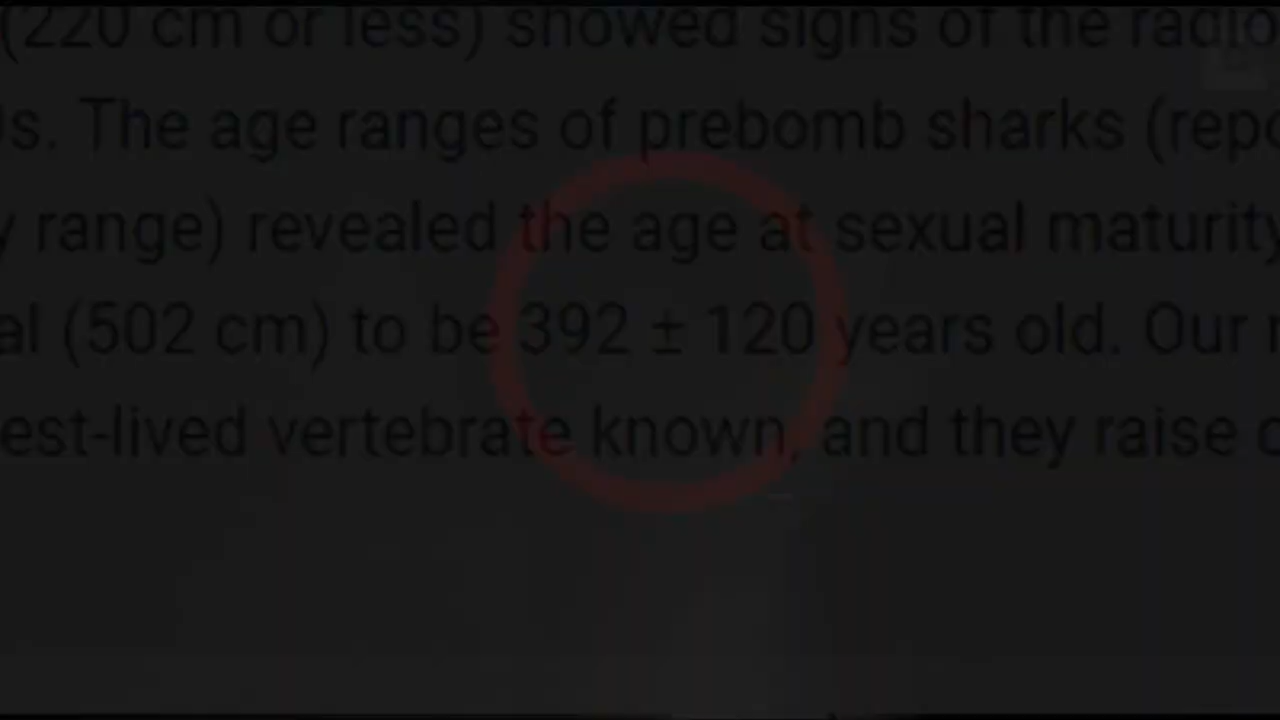 (220 cm or less) showed signs of the radio
s. The age ranges of prebomb sharks (repo
y range) revealed the age at sexual maturity
al (502 cm) to be 392 ± 120 years old. Our
est-lived vertebrate known, and they raise